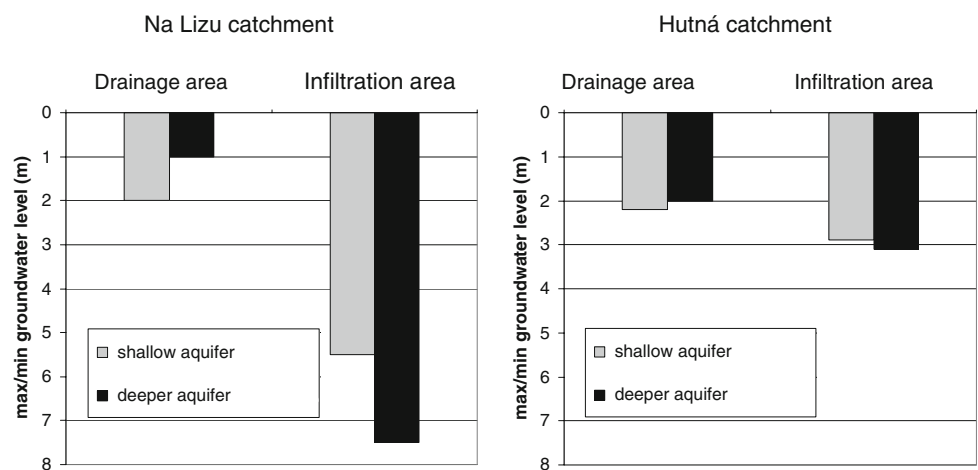 Na Lizu catchment
Drainage area
Infiltration area
max/min groundwater level (m)
0
1
2
3
4
5
6
7
8
shallow aquifer
deeper aquifer
Hutná catchment
Drainage area
Infiltration area
max/min groundwater level (m)
0
1
2
3
4
5
6
7
8
shallow aquifer
deeper aquifer